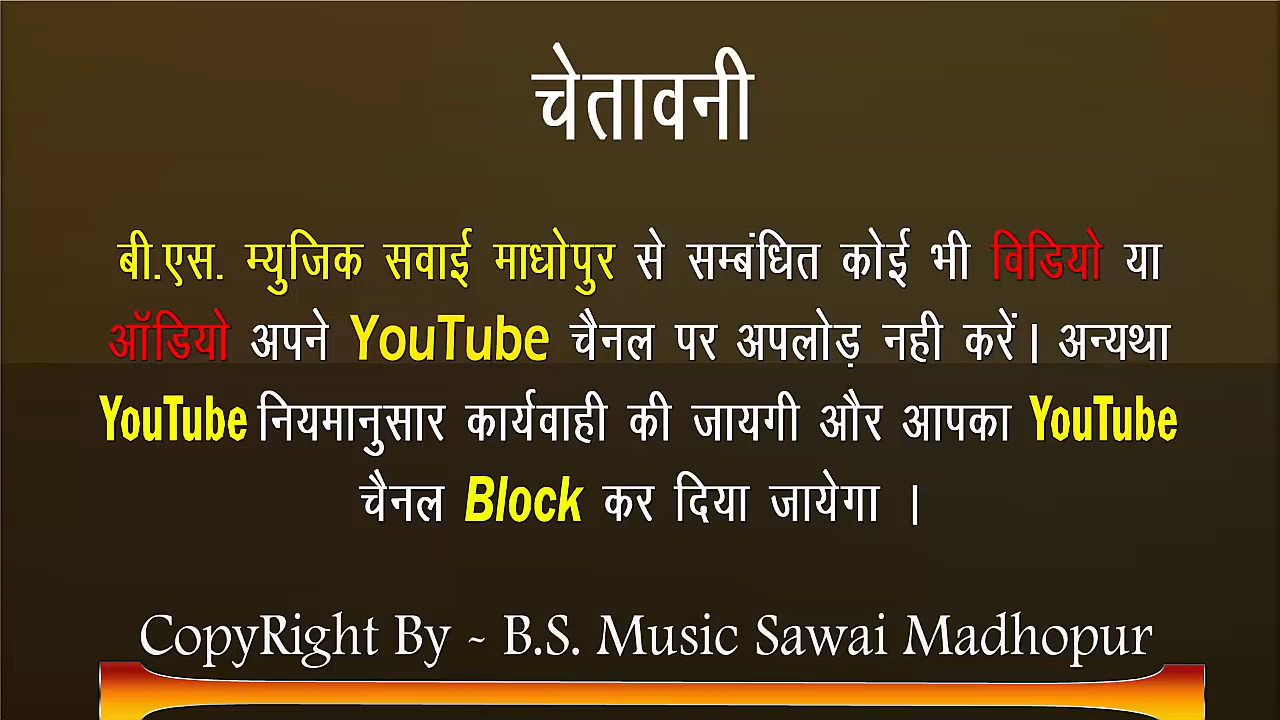 चेतावनी
बी.एस. म्युजिक सवाई माधोपुर से सम्बंधित कोई भी विडियो या
ऑडियो अपने YouTube चैनल पर अपलोड़ नही करें। अन्यथा
YouTube नियमानुसार कार्यवाही की जायगी और आपका YouTube
चैनल Block कर दिया जायेगा ।
CopyRight By - B.S. Music Sawai Madhopur